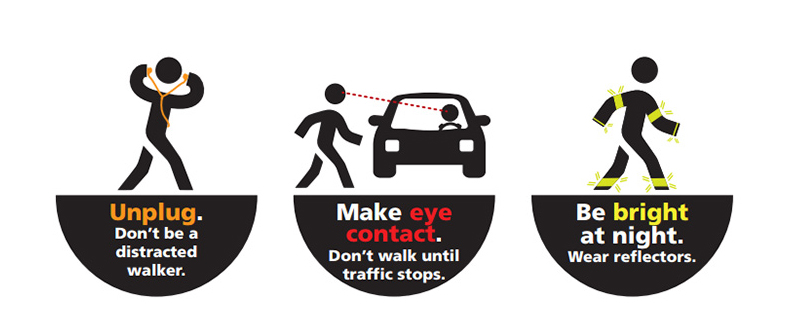 Unplug.
Don't be a
distracted
walker.
Make eye
contact.
Don't walk until
traffic stops.
Be bright
at night.
Wear reflectors.